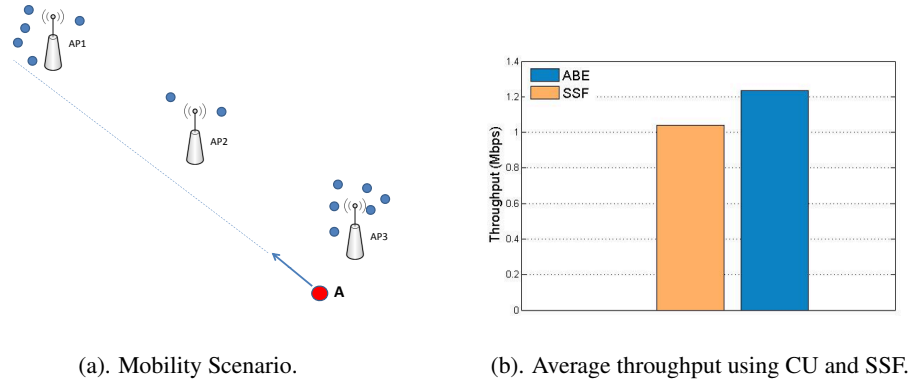 AP1
AP2
AP3
A
ABE
SSF
Throughput (Mbps)
1.4
1.2
1
0.8
0.6
0.4
0.2
0
(a). Mobility Scenario.
(b). Average throughput using CU and SSF.